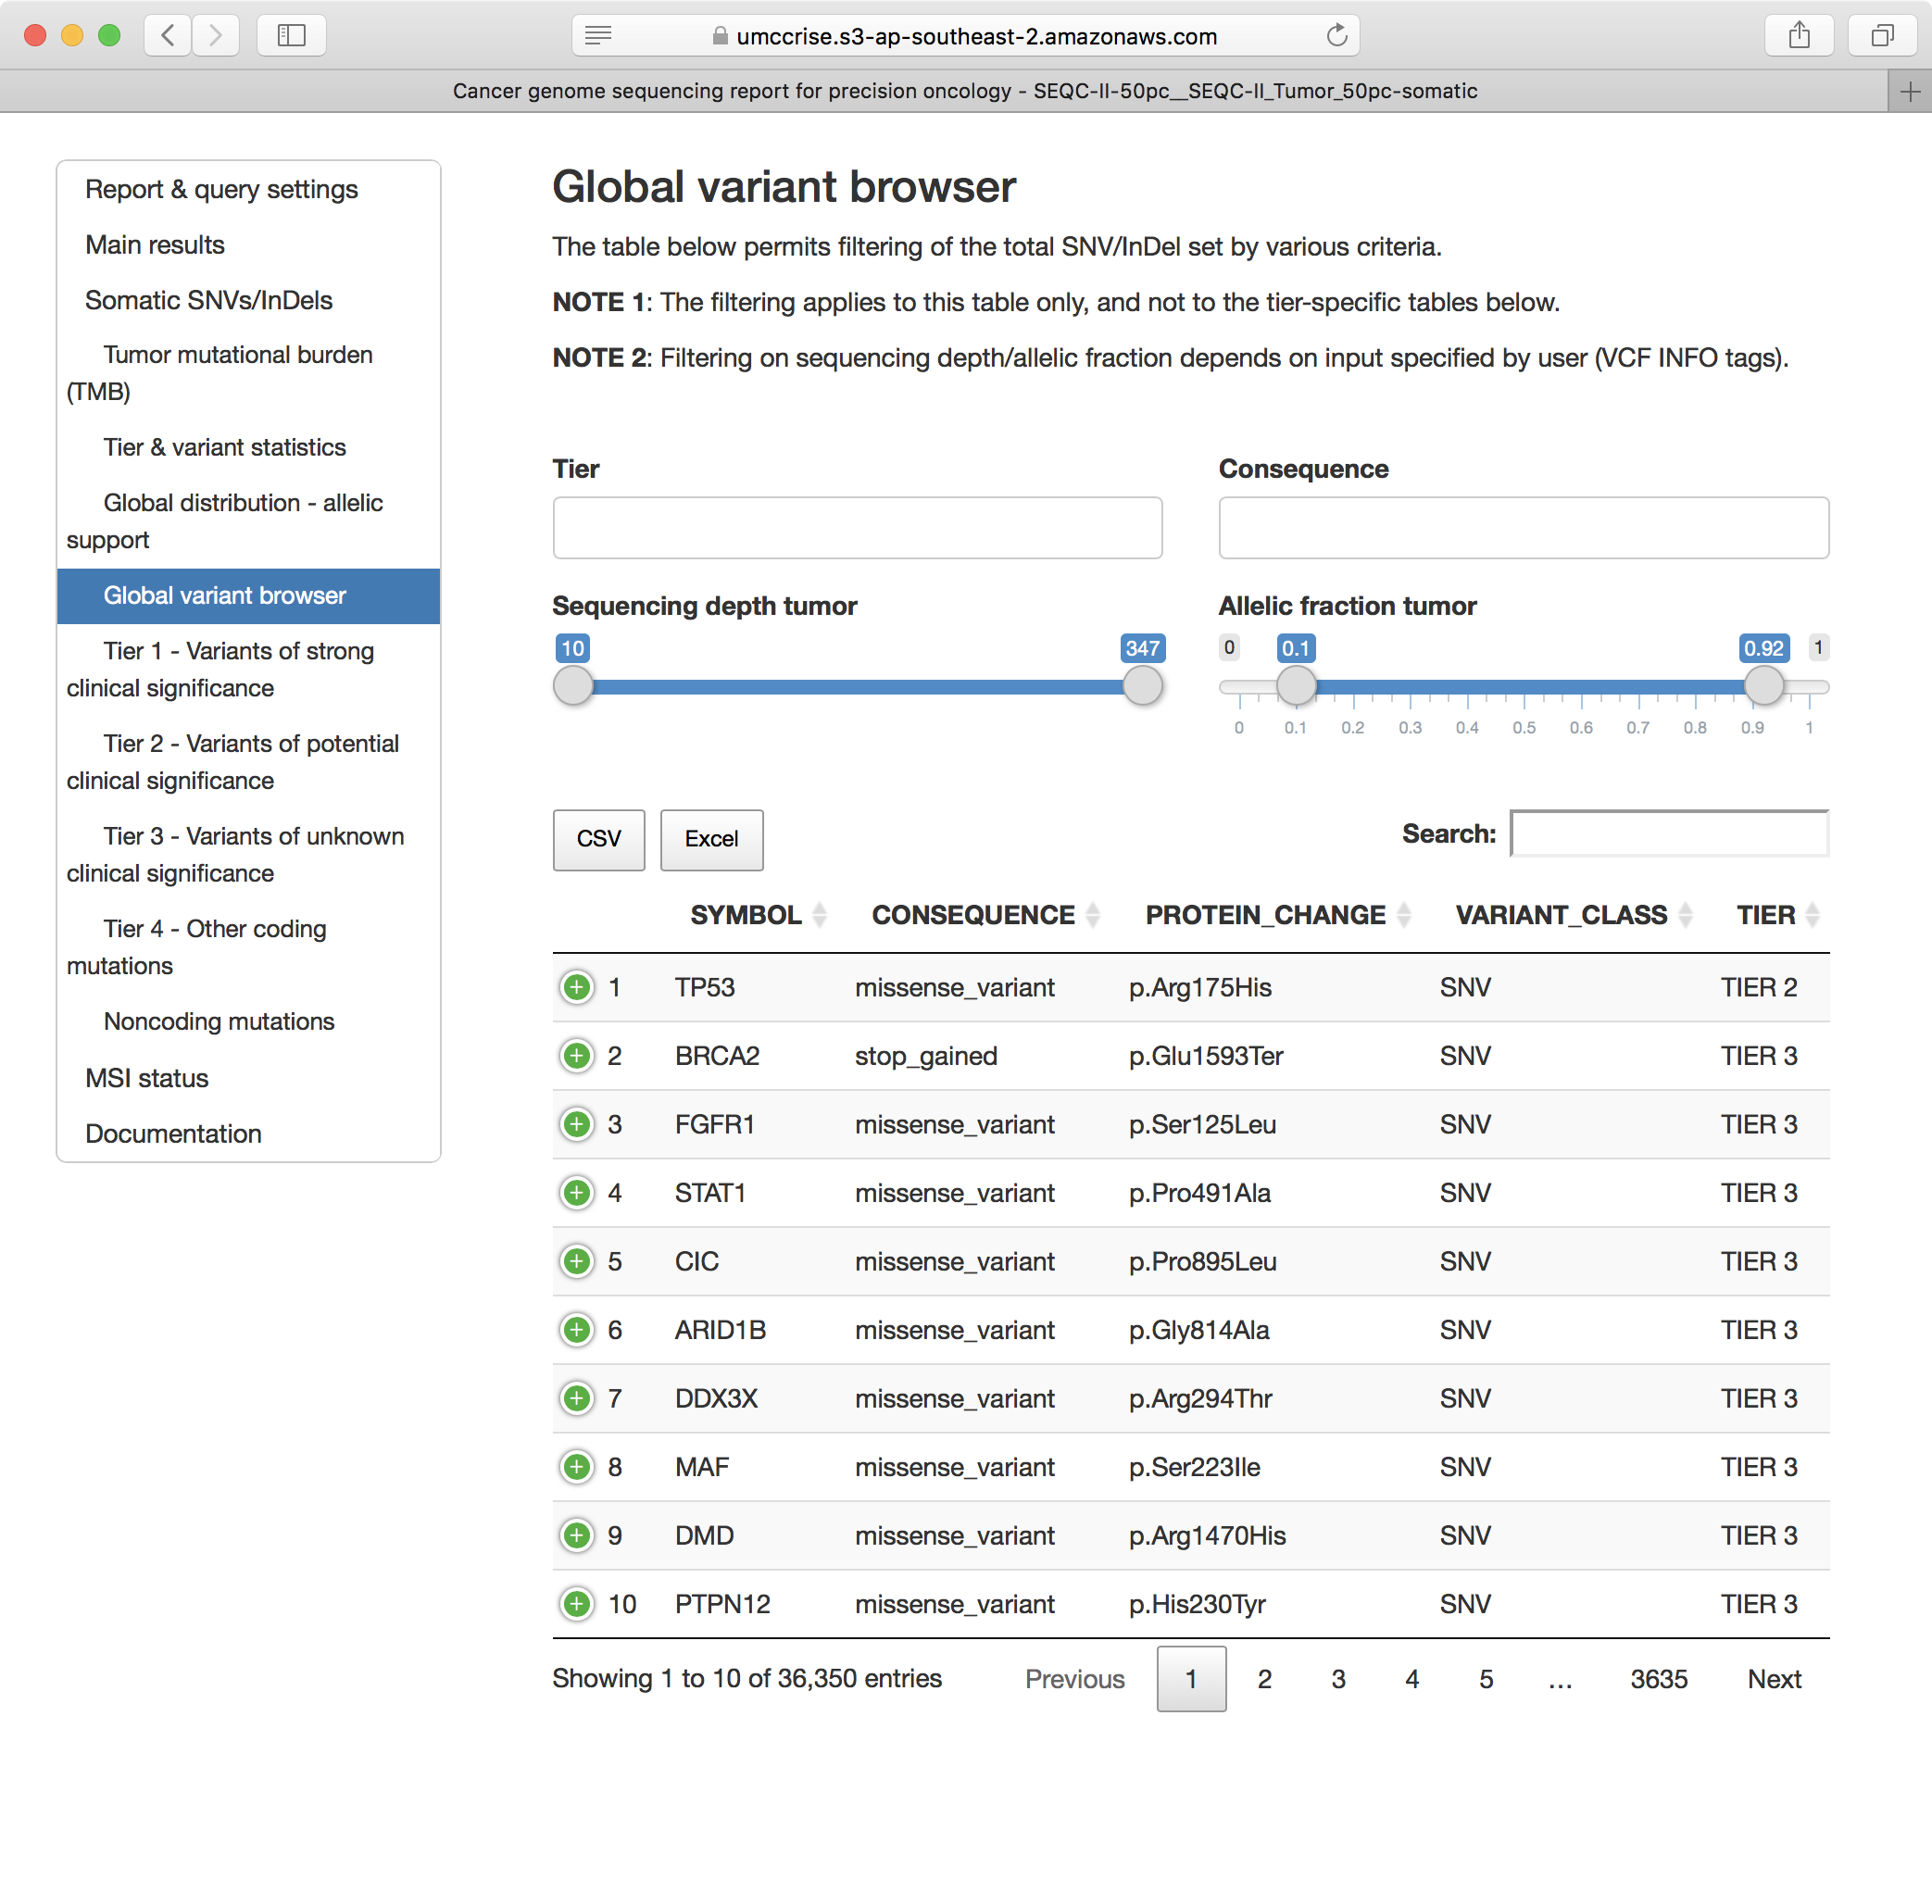 umccrise.s3-ap-southeast-2.amazonaws.com
Cancer genome sequencing report for precision oncology - SEQC-II-50pc__SEQC-II_Tumor_50pc-somatic
Report & query settings
Main results
Somatic SNVs/InDels
Tumor mutational burden
(TMB)
Tier & variant statistics
Global distribution - allelic
support
Global variant browser
Tier 1 - Variants of strong
clinical significance
Tier 2 - Variants of potential
clinical significance
Tier 3 - Variants of unknown
clinical significance
Tier 4 - Other coding
mutations
Noncoding mutations
MSI status
Documentation
Global variant browser
The table below permits filtering of the total SNV/InDel set by various criteria.
NOTE 1: The filtering applies to this table only, and not to the tier-specific tables below.
NOTE 2: Filtering on sequencing depth/allelic fraction depends on input specified by user (VCF INFO tags).
Tier Consequence
Sequencing depth tumor Allelic fraction tumor
10 347 0 0.1 0.92 1
0 0.1 0.2 0.3 0.4 0.5 0.6 0.7 0.8 0.9 1
CSV Excel Search:
SYMBOL CONSEQUENCE PROTEIN_CHANGE VARIANT_CLASS TIER
1 TP53 missense_variant p.Arg175His SNV TIER 2
2 BRCA2 stop_gained p.Glu1593Ter SNV TIER 3
3 FGFR1 missense_variant p.Ser125Leu SNV TIER 3
4 STAT1 missense_variant p.Pro491Ala SNV TIER 3
5 CIC missense_variant p.Pro895Leu SNV TIER 3
6 ARID1B missense_variant p.Gly814Ala SNV TIER 3
7 DDX3X missense_variant p.Arg294Thr SNV TIER 3
8 MAF missense_variant p.Ser223Ile SNV TIER 3
9 DMD missense_variant p.Arg1470His SNV TIER 3
10 PTPN12 missense_variant p.His230Tyr SNV TIER 3
Showing 1 to 10 of 36,350 entries Previous 1 2 3 4 5 ... 3635 Next